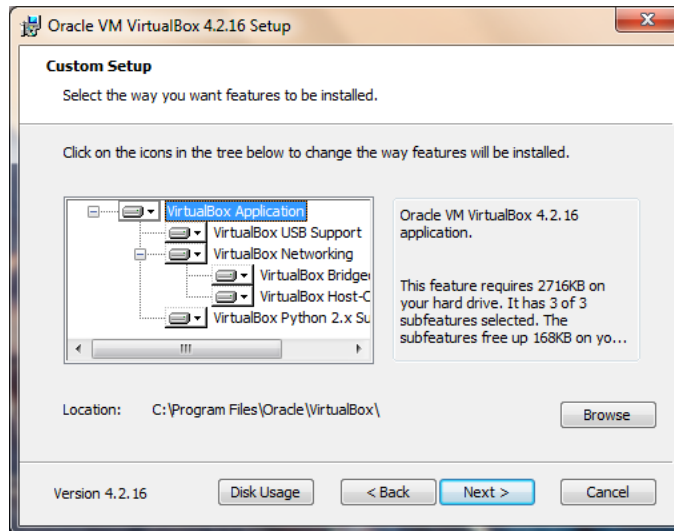 Oracle VM VirtualBox 4.2.16 Setup
Custom Setup
Select the way you want features to be installed.
Click on the icons in the tree below to change the way features will be installed.
VirtualBox Application
VirtualBox USB Support
VirtualBox Networking
VirtualBox Bridge
VirtualBox Host-C
VirtualBox Python 2.x Su
Oracle VM VirtualBox 4.2.16
application.
This feature requires 2716KB on
your hard drive. It has 3 of 3
subfeatures selected. The
subfeatures free up 168KB on yo...
Location: C:\Program Files\Oracle\VirtualBox\
Browse
Version 4.2.16
Disk Usage
< Back
Next >
Cancel